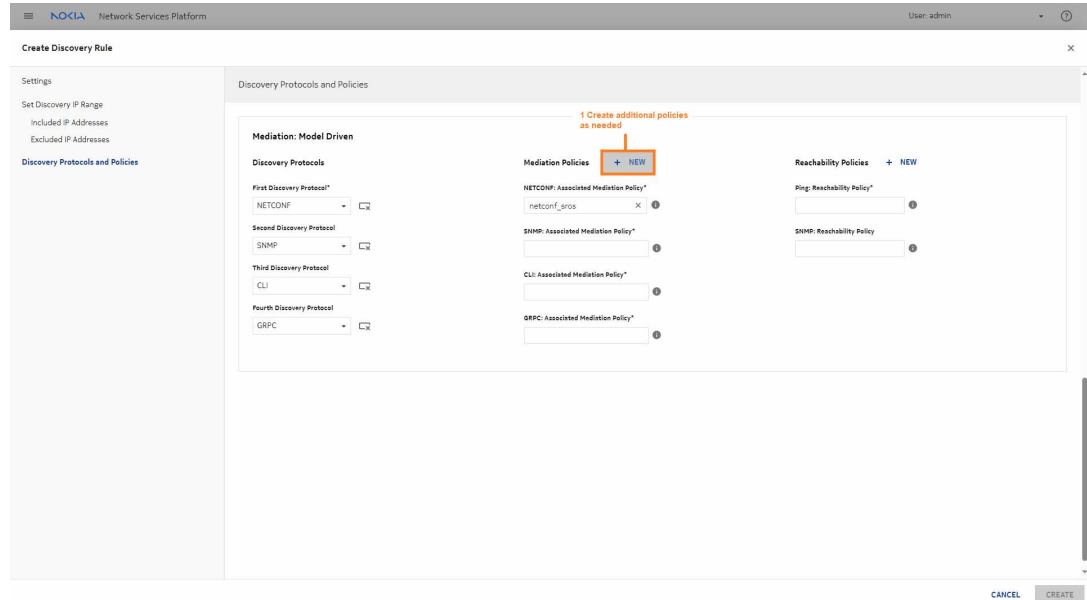 NOKIA Network Services Platform
User: admin
Create Discovery Rule
Settings
Set Discovery IP Range
Included IP Addresses
Excluded IP Addresses
Discovery Protocols and Policies
Discovery Protocols and Policies
1 Create additional policies
as needed
Mediation: Model Driven
Discovery Protocols
Mediation Policies + NEW
Reachability Policies + NEW
First Discovery Protocol*
NETCONF
Second Discovery Protocol
SNMP
Third Discovery Protocol
CLI
Fourth Discovery Protocol
GRPC
NETCONF: Associated Mediation Policy*
netconf_sros
SNMP: Associated Mediation Policy*
CLI: Associated Mediation Policy*
GRPC: Associated Mediation Policy*
Ping: Reachability Policy*
SNMP: Reachability Policy
CANCEL CREATE